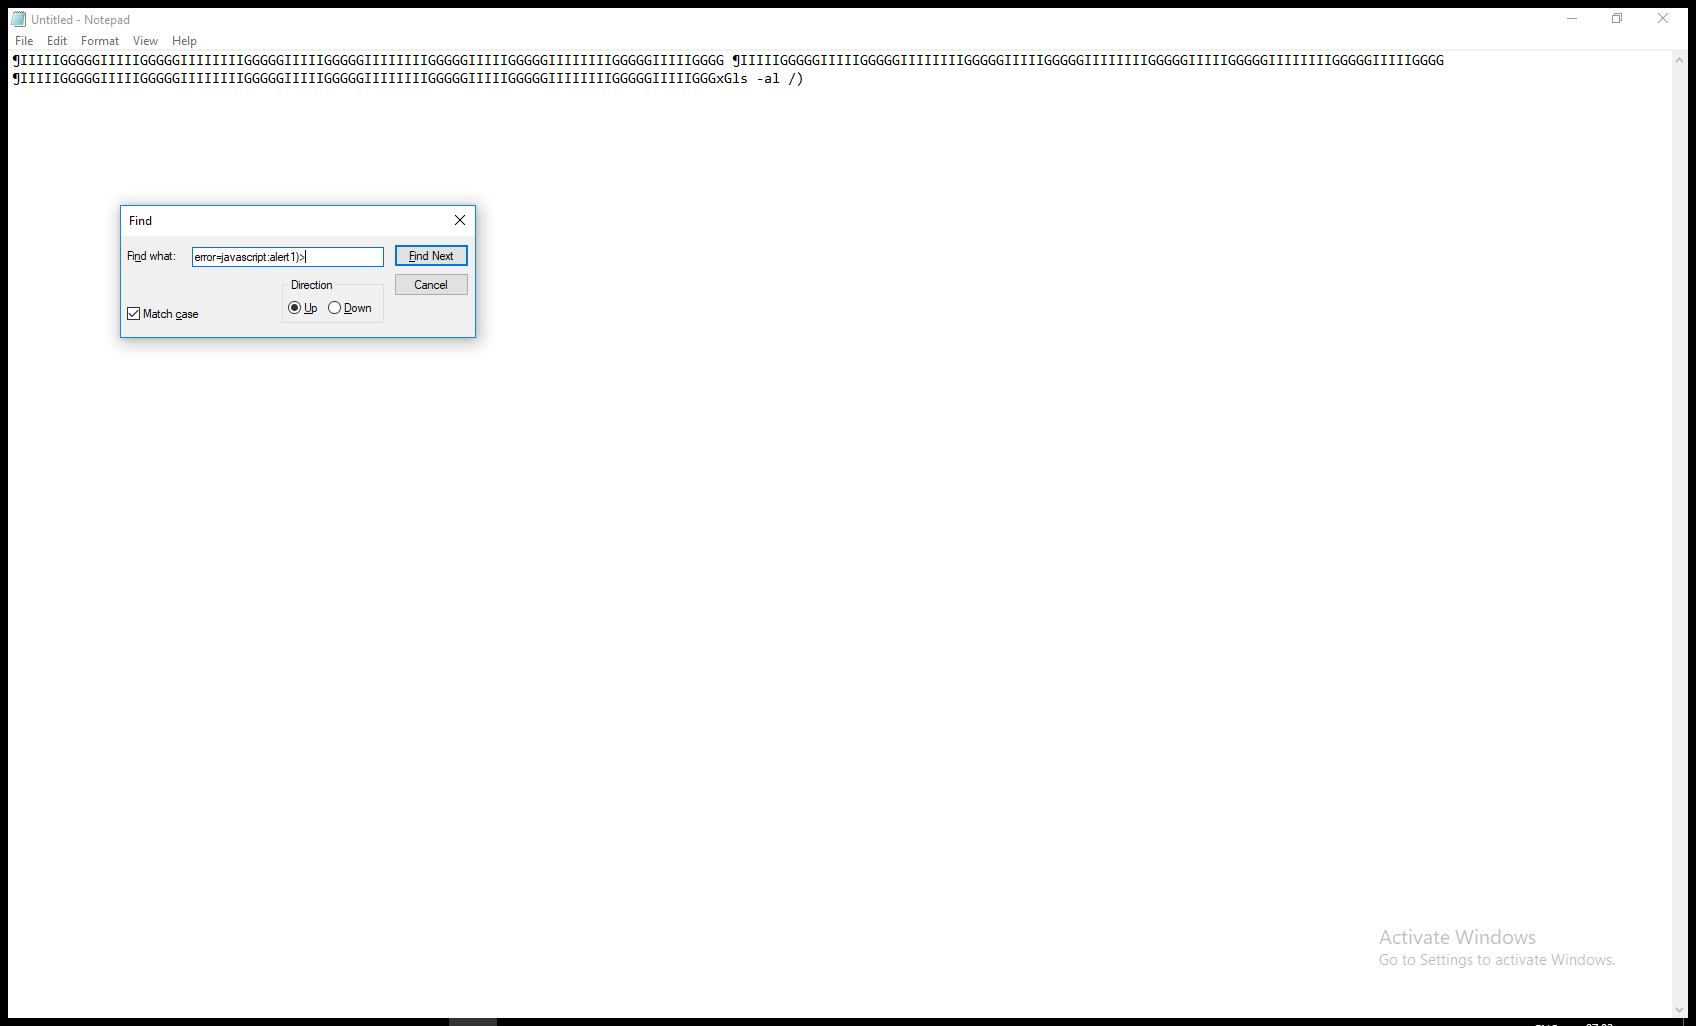 Untitled - Notepad
File Edit Format View Help
¶IIIIIGGGGGIIIIIGGGGGIIIIIIIIGGGGGIIIIIGGGGGIIIIIIIIGGGGGIIIIIGGGGGIIIIIIIIGGGGGIIIIIGGGG ¶IIIIIGGGGGIIIIIGGGGGIIIIIIIIGGGGGIIIIIGGGGGIIIIIIIIGGGGGIIIIIGGGGGIIIIIIIIGGGGGIIIIIGGGG
¶IIIIIGGGGGIIIIIGGGGGIIIIIIIIGGGGGIIIIIGGGGGIIIIIIIIGGGGGIIIIIGGGGGIIIIIIIIGGGGGIIIIIGGGxGls -al /)
Find
Find what: error=javascript:alert1)> Find Next
Direction Cancel
Up Down
Match case
Activate Windows
Go to Settings to activate Windows.